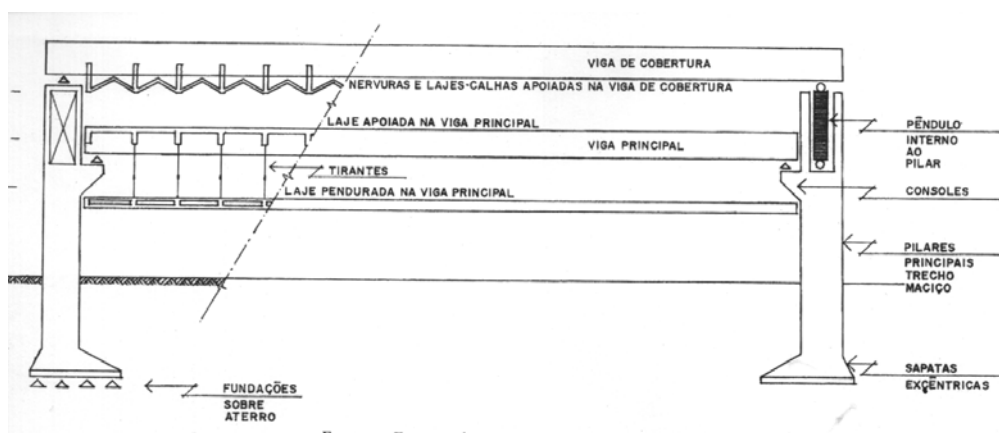 VIGA DE COBERTURA
NERVURAS E LAJES-CALHAS APOIADAS NA VIGA DE COBERTURA
LAJE APOIADA NA VIGA PRINCIPAL
VIGA PRINCIPAL
TIRANTES
LAJE PENDURADA NA VIGA PRINCIPAL
PÊNDULO
INTERNO
AO
PILAR
CONSOLES
PILARES
PRINCIPAIS
TRECHO
MACIÇO
SAPATAS
EXCÊNTRICAS
FUNDAÇÕES
SOBRE
ATERRO